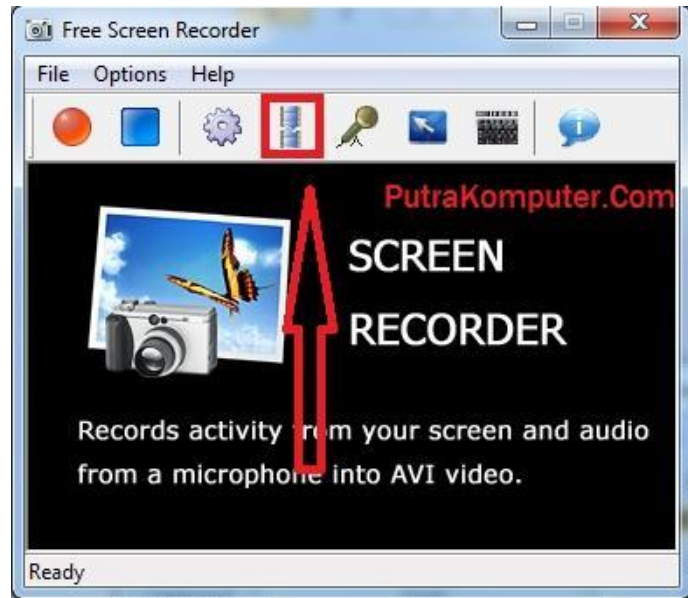 Free Screen Recorder
File Options Help
PutraKomputer.Com
SCREEN
RECORDER
Records activity from your screen and audio
from a microphone into AVI video.
Ready